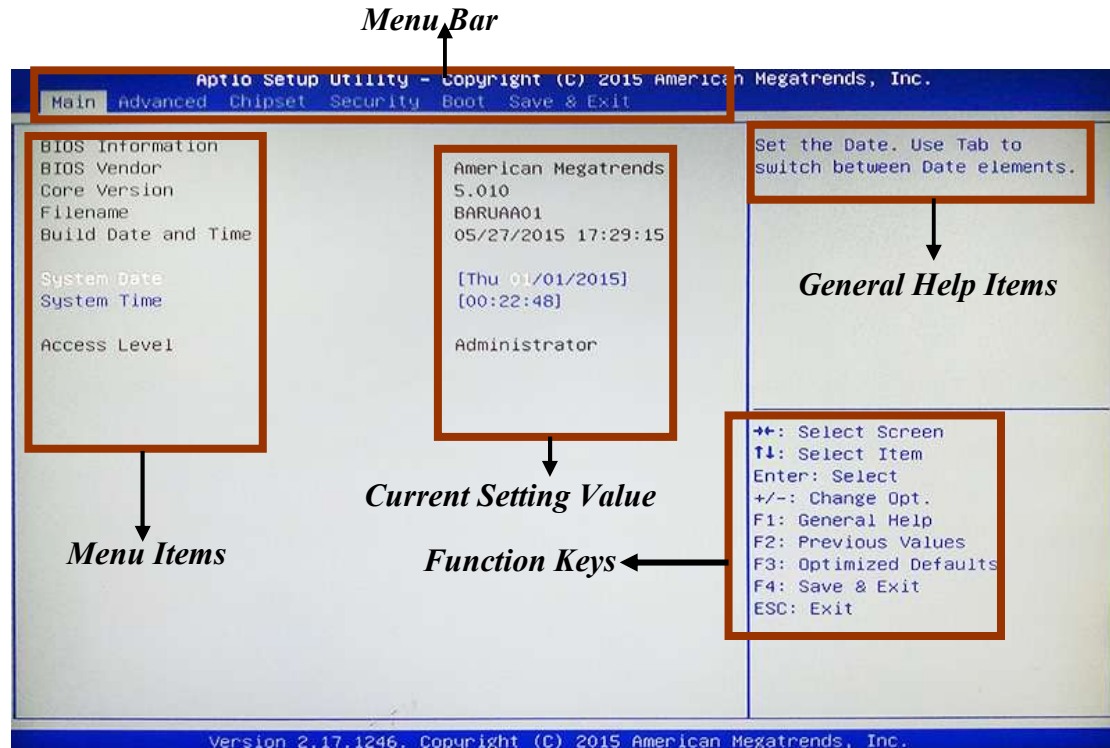 Menu Bar
Aptio Setup Utility – Copyright (C) 2015 American Megatrends, Inc.
Main Advanced Chipset Security Boot Save & Exit
BIOS Information
BIOS Vendor American Megatrends
Core Version 5.010
Filename BARUAA01
Build Date and Time 05/27/2015 17:29:15
System Date [Thu 01/01/2015]
System Time [00:22:48]
Access Level Administrator
Set the Date. Use Tab to
switch between Date elements.
General Help Items
→←: Select Screen
↑↓: Select Item
Enter: Select
+/-: Change Opt.
F1: General Help
F2: Previous Values
F3: Optimized Defaults
F4: Save & Exit
ESC: Exit
Current Setting Value
Menu Items
Function Keys
Version 2.17.1246. Copyright (C) 2015 American Megatrends, Inc.